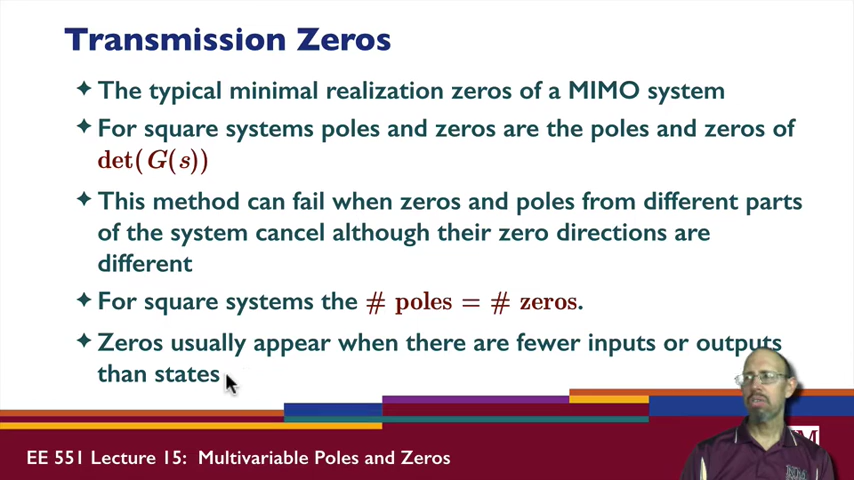 Transmission Zeros
✦ The typical minimal realization zeros of a MIMO system
✦ For square systems poles and zeros are the poles and zeros of
det(G(s))
✦ This method can fail when zeros and poles from different parts
of the system cancel although their zero directions are
different
✦ For square systems the # poles = # zeros.
✦ Zeros usually appear when there are fewer inputs or outputs
than states
EE 551 Lecture 15: Multivariable Poles and Zeros